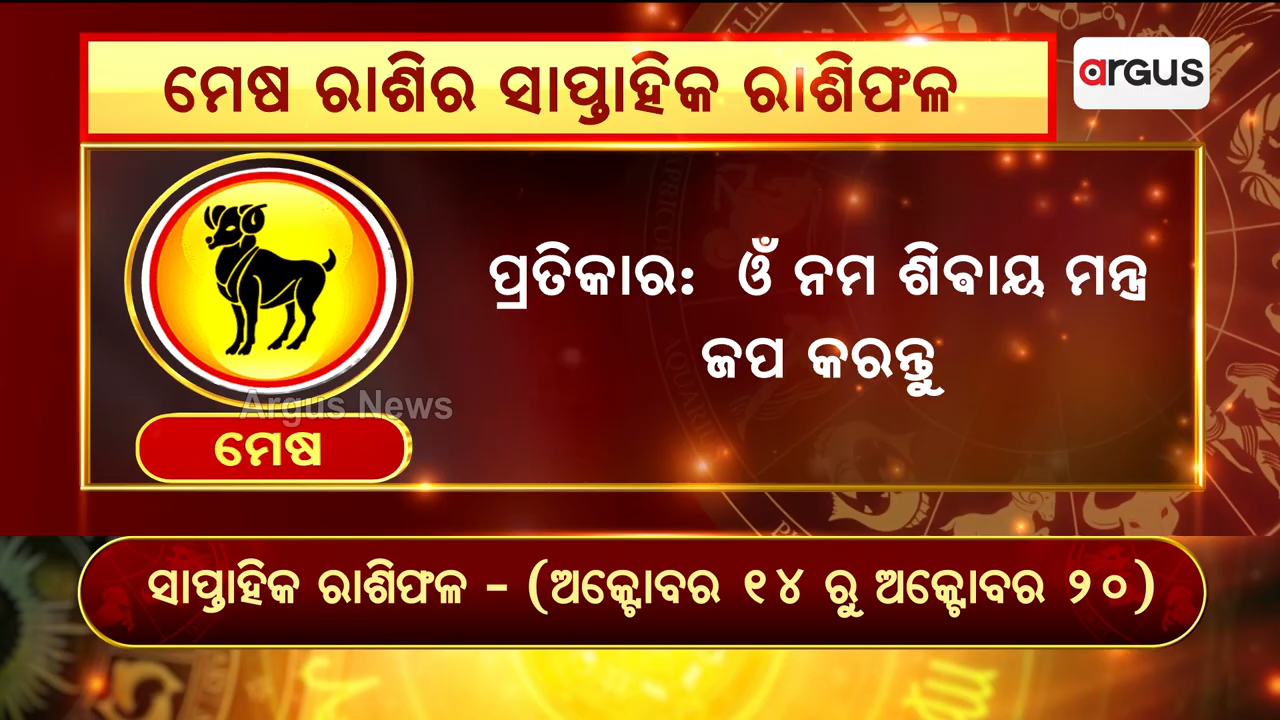 ମେଷ ରାଶିର ସାପ୍ତାହିକ ରାଶିଫଳ
argus
ପ୍ରତିକାର: ଓଁ ନମ ଶିବାୟ ମନ୍ତ୍ର
ଜପ କରନ୍ତୁ
Argus News
ମେଷ
ସାପ୍ତାହିକ ରାଶିଫଳ - (ଅକ୍ଟୋବର ୧୪ ରୁ ଅକ୍ଟୋବର ୨୦)